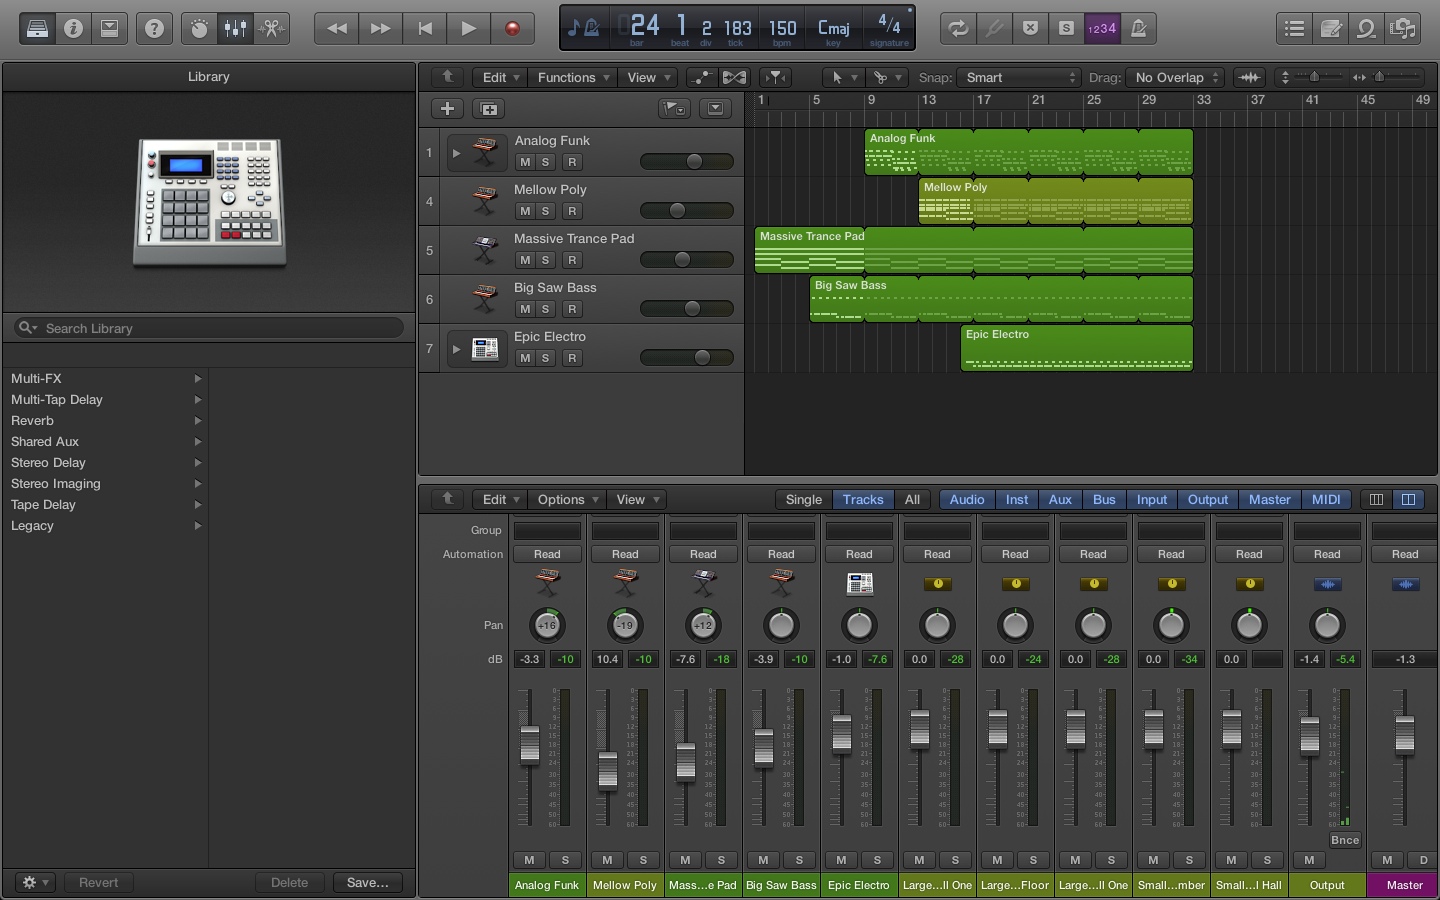 24 1 2 183 150 Cmaj 4/4
bar beat div tick bpm key signature
S 1234
Library
Edit Functions View Snap: Smart Drag: No Overlap
1 5 9 13 17 21 25 29 33 37 41 45 49
1 Analog Funk
M S R
Analog Funk
4 Mellow Poly
M S R
Mellow Poly
5 Massive Trance Pad
M S R
Massive Trance Pad
6 Big Saw Bass
M S R
Big Saw Bass
7 Epic Electro
M S R
Epic Electro
Search Library
Multi-FX
Multi-Tap Delay
Reverb
Shared Aux
Stereo Delay
Stereo Imaging
Tape Delay
Legacy
Revert Delete Save...
Edit Options View Single Tracks All Audio Inst Aux Bus Input Output Master MIDI
Group
Automation Read Read Read Read Read Read Read Read Read Read Read Read
Pan +16 -19 +12
dB -3.3 -10 10.4 -10 -7.6 -18 -3.9 -10 -1.0 -7.6 0.0 -28 0.0 -24 0.0 -28 0.0 -34 0.0 -1.4 -5.4 -1.3
Bnce
M S M S M S M S M S M S M S M S M S M S M M D
Analog Funk Mellow Poly Mass...e Pad Big Saw Bass Epic Electro Large...ll One Large...Floor Large...ll One Small...mber Small...l Hall Output Master